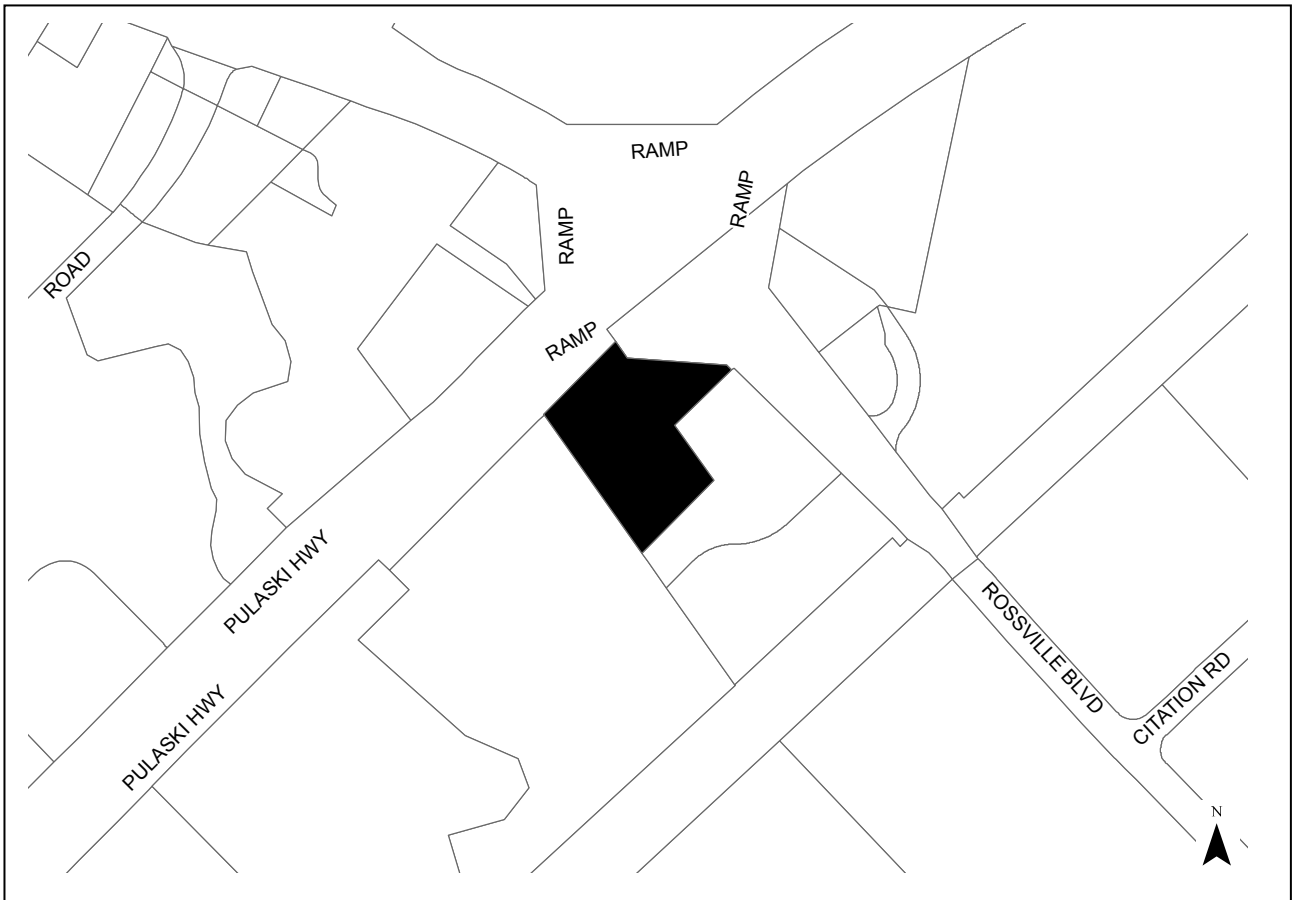 RAMP
RAMP
RAMP
ROAD
RAMP
PULASKI HWY
ROSSVILLE BLVD
CITATION RD
PULASKI HWY
N